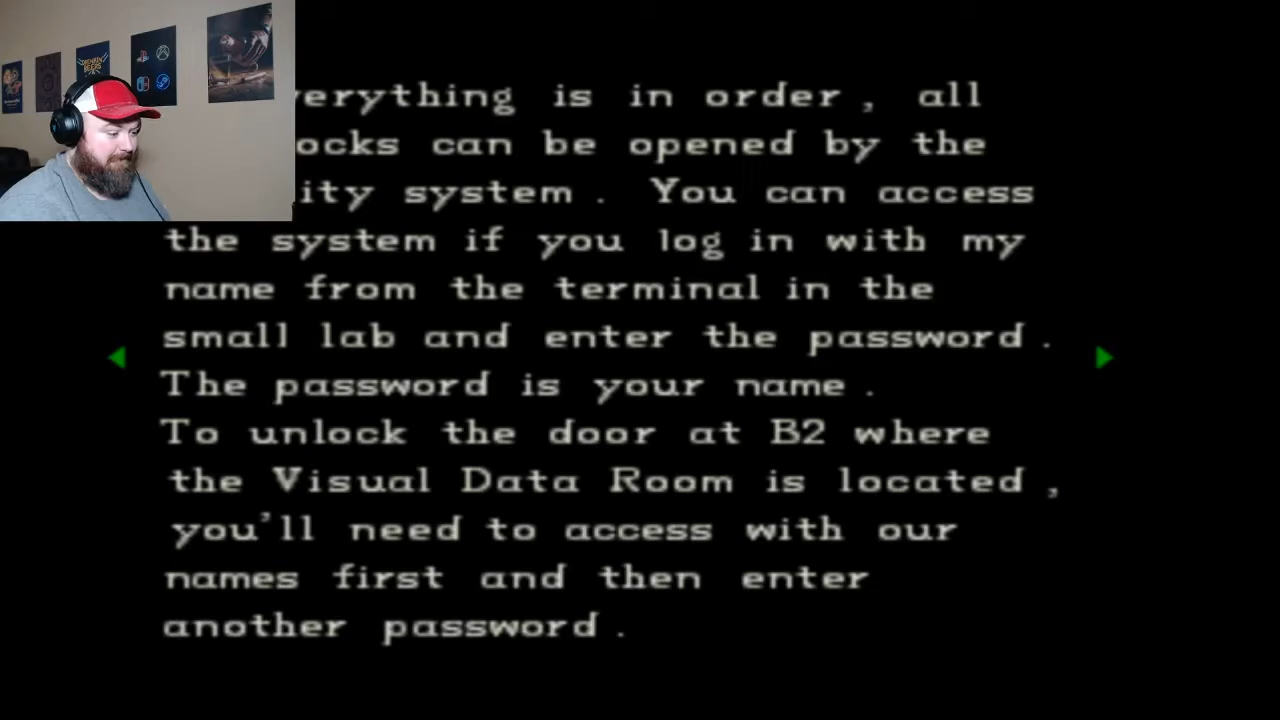 is in order, all
can be opened by the
system. You can access
the system if you log in with my
name from the terminal in the
small lab and enter the password.
The password is your name.
To unlock the door at B2 where
the Visual Data Room is located,
you'll need to access with our
names first and then enter
another password.